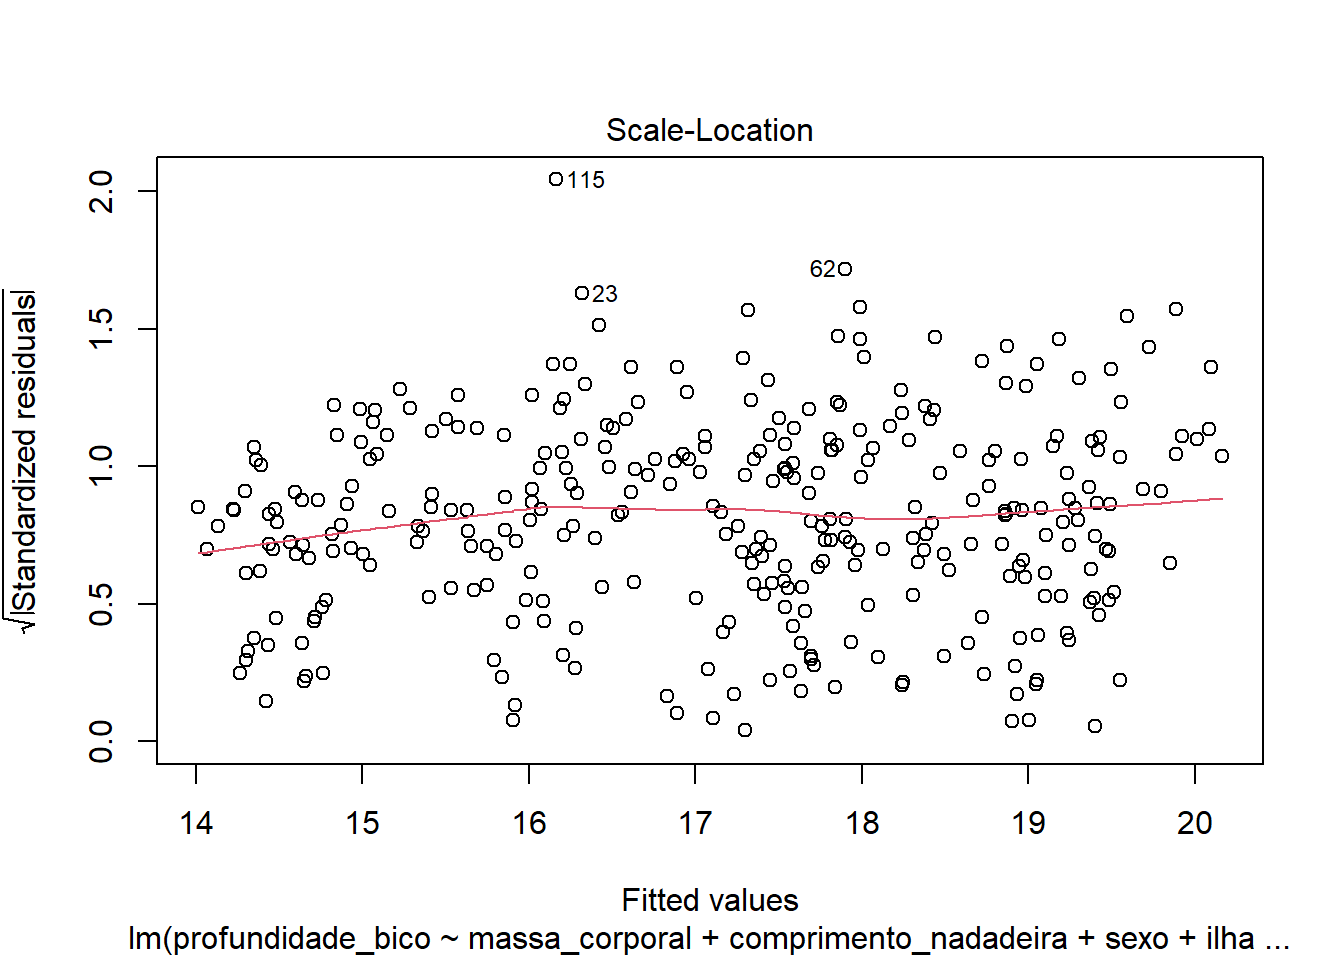 Scale-Location
√|Standardized residuals|
2.0
1.5
1.0
0.5
0.0
115
62
23
14 15 16 17 18 19 20
Fitted values
lm(profundidade_bico ~ massa_corporal + comprimento_nadadeira + sexo + ilha ...